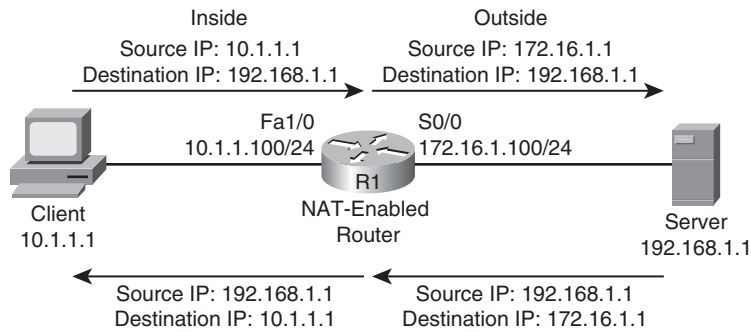 Inside
Outside
Source IP: 10.1.1.1
Destination IP: 192.168.1.1
Source IP: 172.16.1.1
Destination IP: 192.168.1.1
Fa1/0
10.1.1.100/24
S0/0
172.16.1.100/24
R1
NAT-Enabled
Router
Client
10.1.1.1
Server
192.168.1.1
Source IP: 192.168.1.1
Destination IP: 10.1.1.1
Source IP: 192.168.1.1
Destination IP: 172.16.1.1